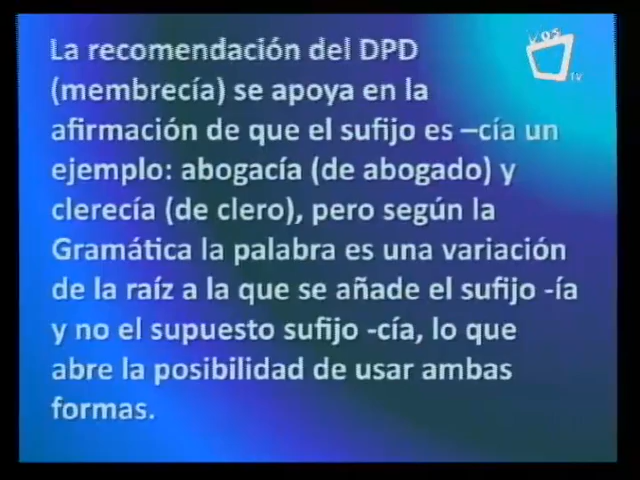 La recomendación del DPD
(membrecía) se apoya en la
afirmación de que el sufijo es –cía un
ejemplo: abogacía (de abogado) y
clerecía (de clero), pero según la
Gramática la palabra es una variación
de la raíz a la que se añade el sufijo -ía
y no el supuesto sufijo -cía, lo que
abre la posibilidad de usar ambas
formas.